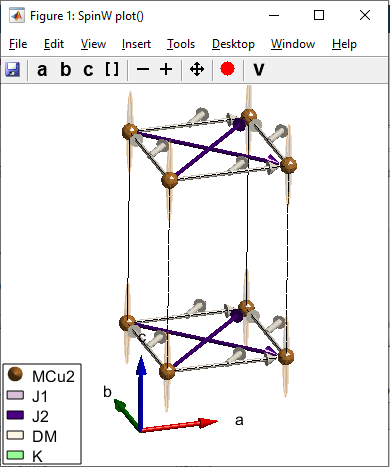 Figure 1: SpinW plot()
File Edit View Insert Tools Desktop Window Help
a b c [] V
c
b
a
MCu2
J1
J2
DM
K